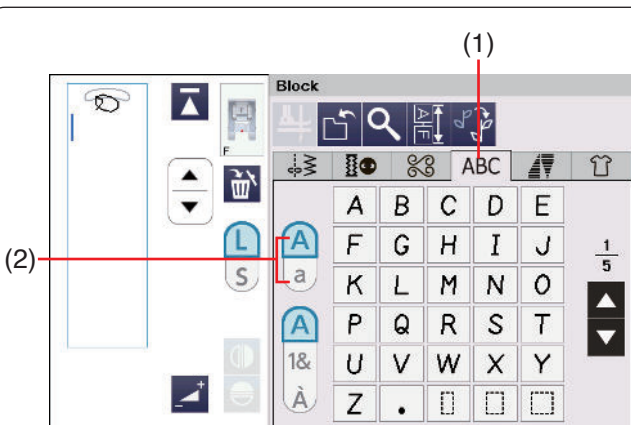 (1)
Block
F
ABC
A B C D E
L A F G H I J 1/5
(2)
S a K L M N O
A P Q R S T
1& U V W X Y
À Z .